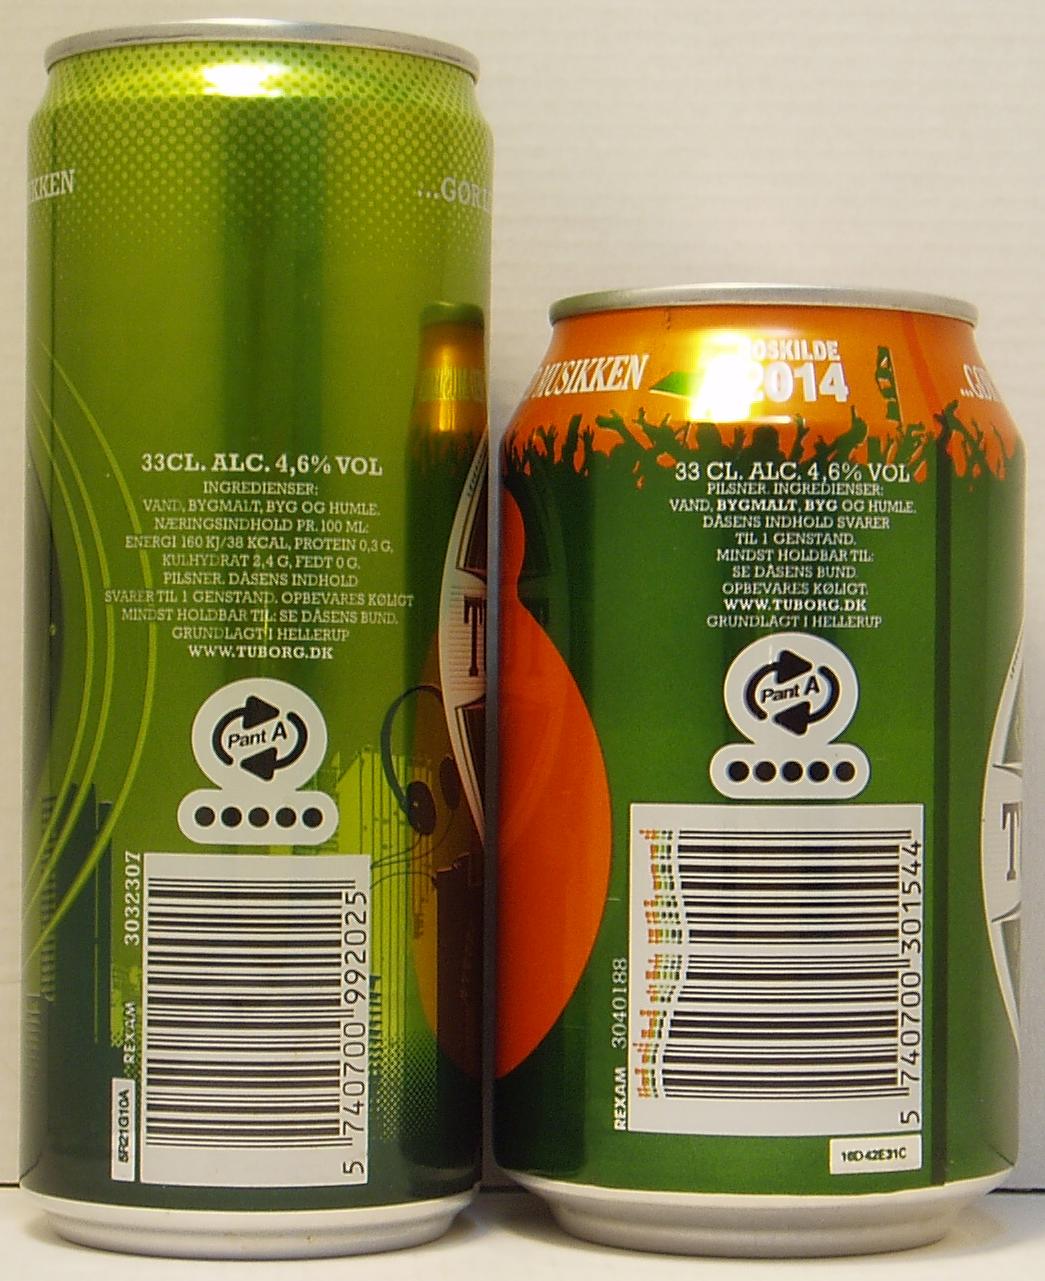 33CL. ALC. 4,6% VOL
INGREDIENSER:
VAND, BYGMALT, BYG OG HUMLE.
NÆRINGSINDHOLD PR. 100 ML:
ENERGI 160 KJ/38 KCAL, PROTEIN 0,3 G,
KULHYDRAT 2,4 G, FEDT 0 G.
PILSNER. DÅSENS INDHOLD
SVARER TIL 1 GENSTAND. OPBEVARES KØLIGT
MINDST HOLDBAR TIL: SE DÅSENS BUND.
GRUNDLAGT I HELLERUP
WWW.TUBORG.DK
Pant A
REXAM 3032307
5 740700 992025
MUSIKKEN
ROSKILDE
2014
33 CL. ALC. 4,6% VOL
PILSNER. INGREDIENSER:
VAND, BYGMALT, BYG OG HUMLE.
DÅSENS INDHOLD SVARER
TIL 1 GENSTAND.
MINDST HOLDBAR TIL:
SE DÅSENS BUND
OPBEVARES KØLIGT.
WWW.TUBORG.DK
GRUNDLAGT I HELLERUP
Pant A
REXAM 3040188
5 740700 301544